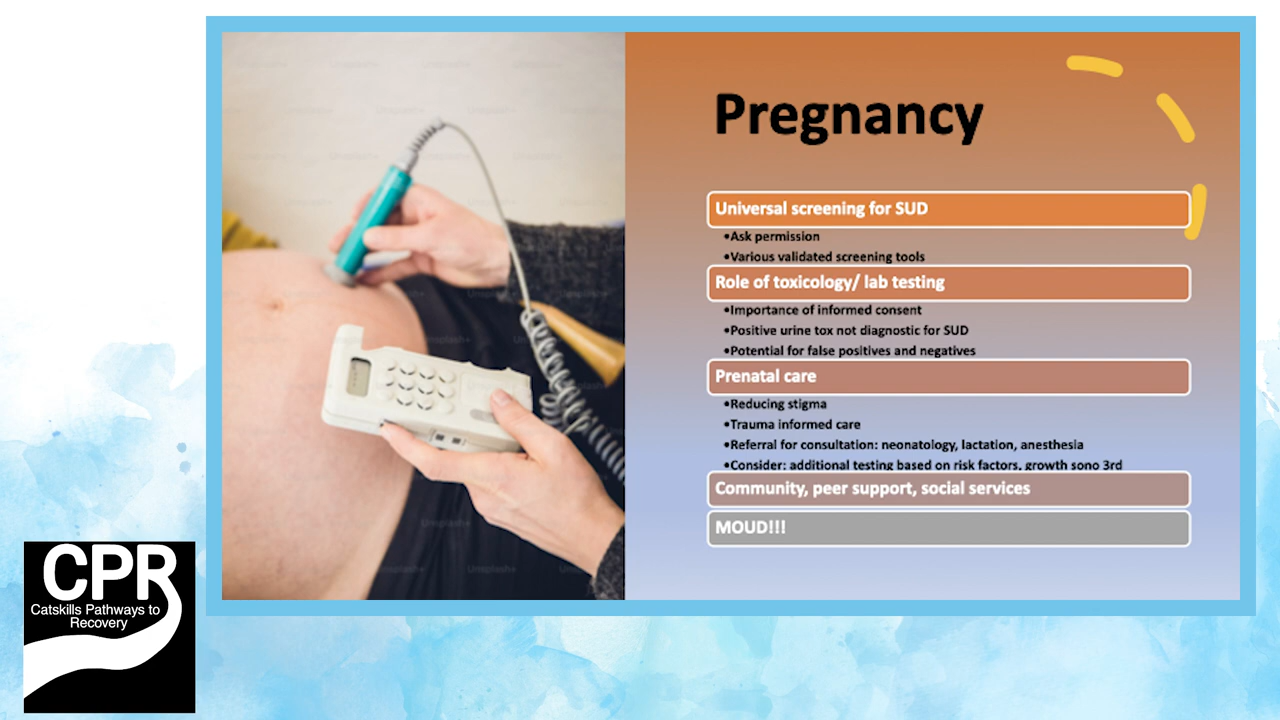 Pregnancy
Universal screening for SUD
•Ask permission
•Various validated screening tools
Role of toxicology/ lab testing
•Importance of informed consent
•Positive urine tox not diagnostic for SUD
•Potential for false positives and negatives
Prenatal care
•Reducing stigma
•Trauma informed care
•Referral for consultation: neonatology, lactation, anesthesia
•Consider: additional testing based on risk factors, growth sono 3rd
Community, peer support, social services
MOUD!!!
CPR
Catskills Pathways to
Recovery
Unsplash+
Unsplash+
Unsplash+